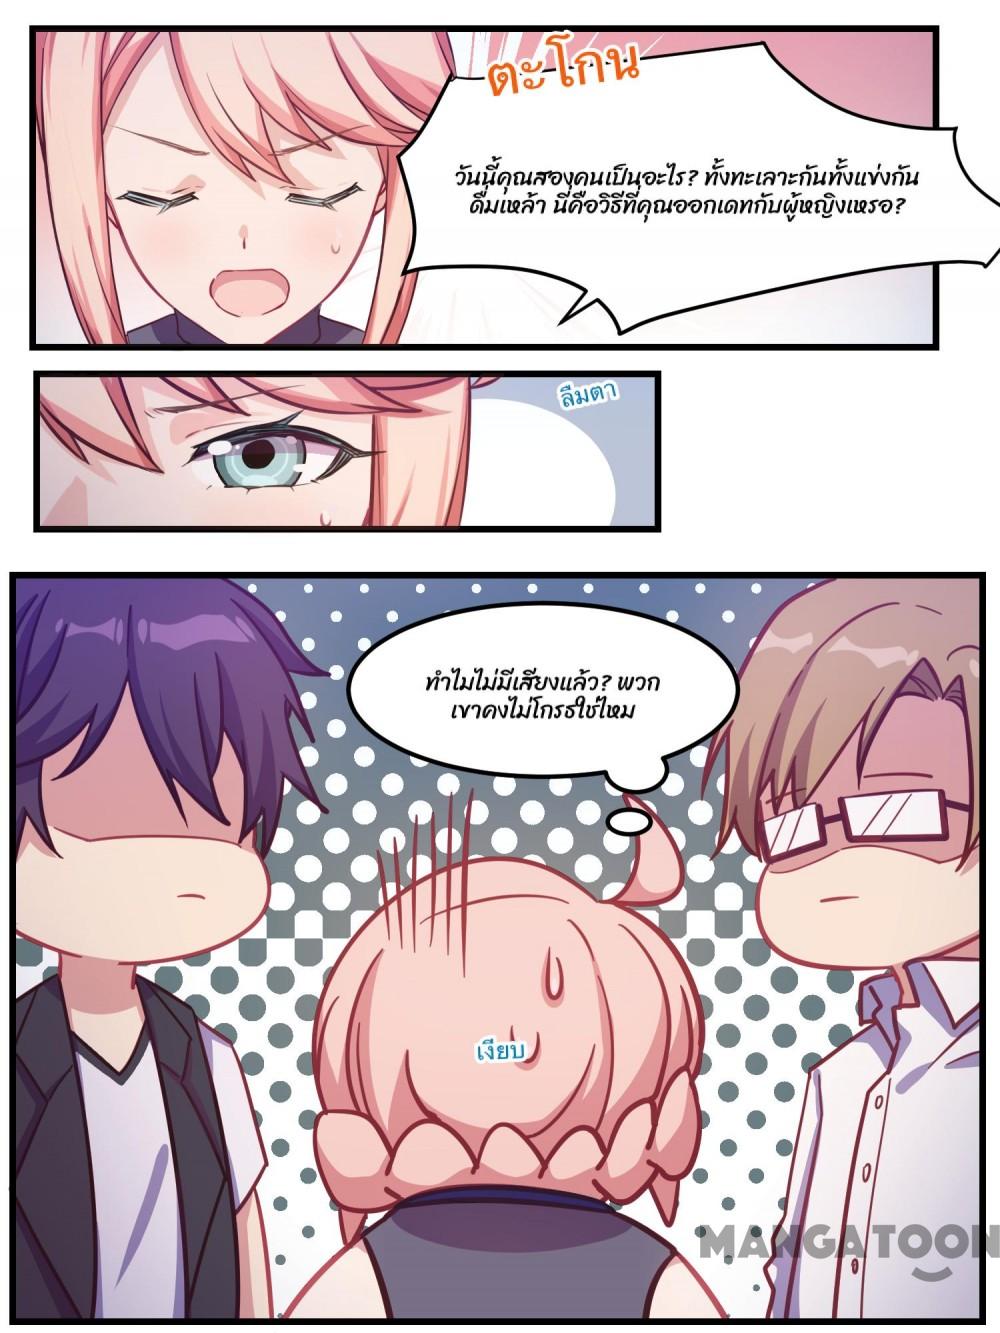 ตะโกน
วันนี้คุณสองคนเป็นอะไร? ทั้งทะเลาะกันทั้งแข่งกัน
ดื่มเหล้า นี่คือวิธีที่คุณออกเดทกับผู้หญิงเหรอ?
ลืมตา
ทำไมไม่มีเสียงแล้ว? พวก
เขาคงไม่โกรธใช่ไหม
เงียบ
MANGATOON